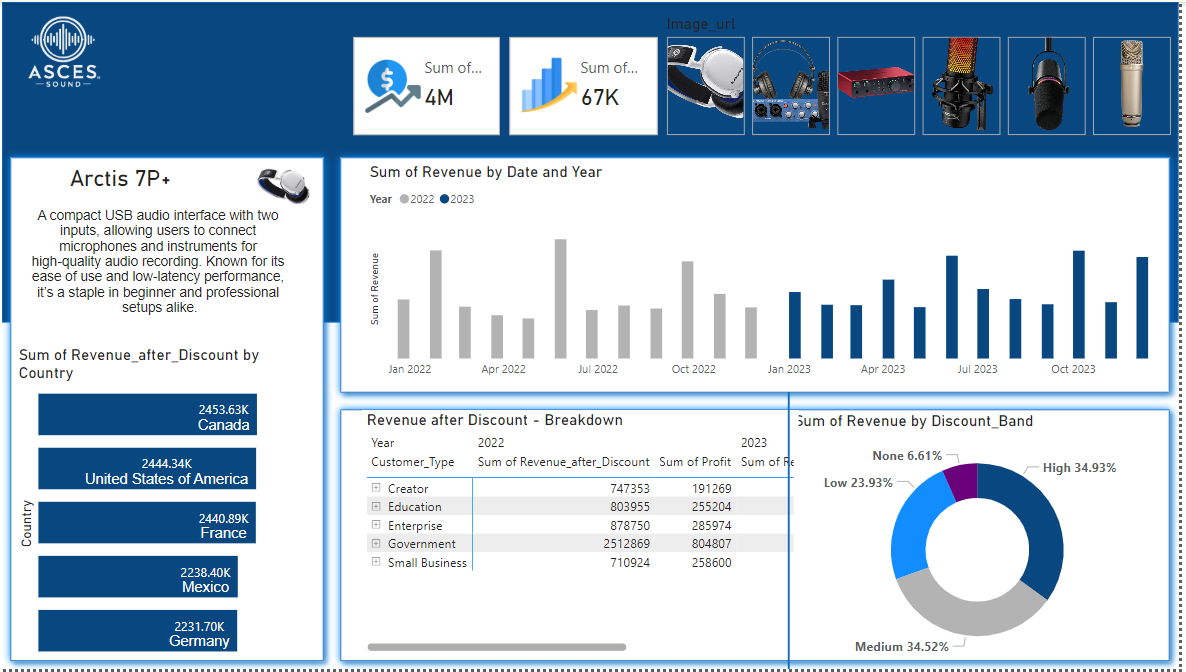 ASCES
SOUND
Sum of...
4M
Sum of...
67K
Image_url
Arctis 7P+
A compact USB audio interface with two
inputs, allowing users to connect
microphones and instruments for
high-quality audio recording. Known for its
ease of use and low-latency performance,
it's a staple in beginner and professional
setups alike.
Sum of Revenue_after_Discount by
Country
Country
2453.63K
Canada
2444.34K
United States of America
2440.89K
France
2238.40K
Mexico
2231.70K
Germany
Sum of Revenue by Date and Year
Year 2022 2023
Sum of Revenue
Jan 2022 Apr 2022 Jul 2022 Oct 2022 Jan 2023 Apr 2023 Jul 2023 Oct 2023
Revenue after Discount - Breakdown
Year 2022 2023
Customer_Type Sum of Revenue_after_Discount Sum of Profit Sum of Re
Creator 747353 191269
Education 803955 255204
Enterprise 878750 285974
Government 2512869 804807
Small Business 710924 258600
Sum of Revenue by Discount_Band
None 6.61%
High 34.93%
Low 23.93%
Medium 34.52%